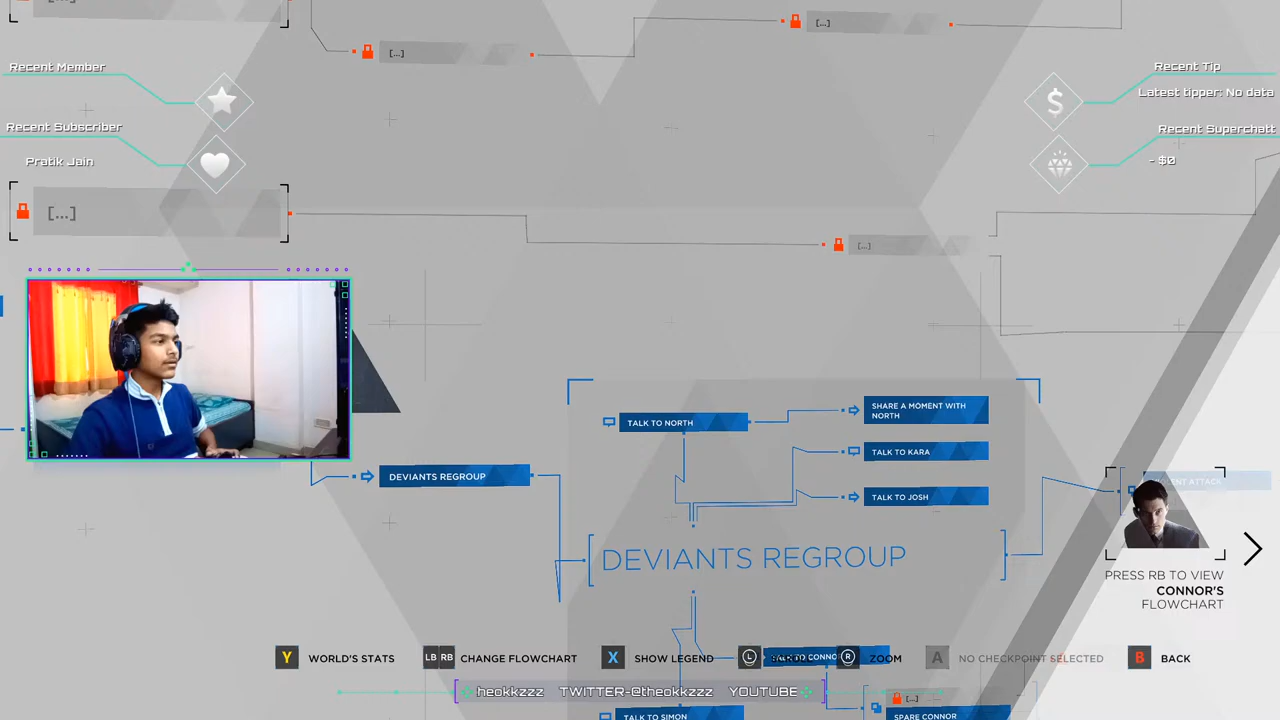 [...]
[...]
Recent Member
Recent Tip
Latest tipper: No data
Recent Subscriber
Recent Superchatt
Pratik Jain
- $0
[...]
[...]
TALK TO NORTH
SHARE A MOMENT WITH
NORTH
TALK TO KARA
DEVIANTS REGROUP
TALK TO JOSH
DEVIANTS REGROUP
PRESS RB TO VIEW
CONNOR'S
FLOWCHART
Y WORLD'S STATS
LB RB CHANGE FLOWCHART
X SHOW LEGEND
L
TALK TO CONNOR
R ZOOM
A NO CHECKPOINT SELECTED
B BACK
heokkzzz TWITTER-@theokkzzz YOUTUBE
[...]
TALK TO SIMON
SPARE CONNOR